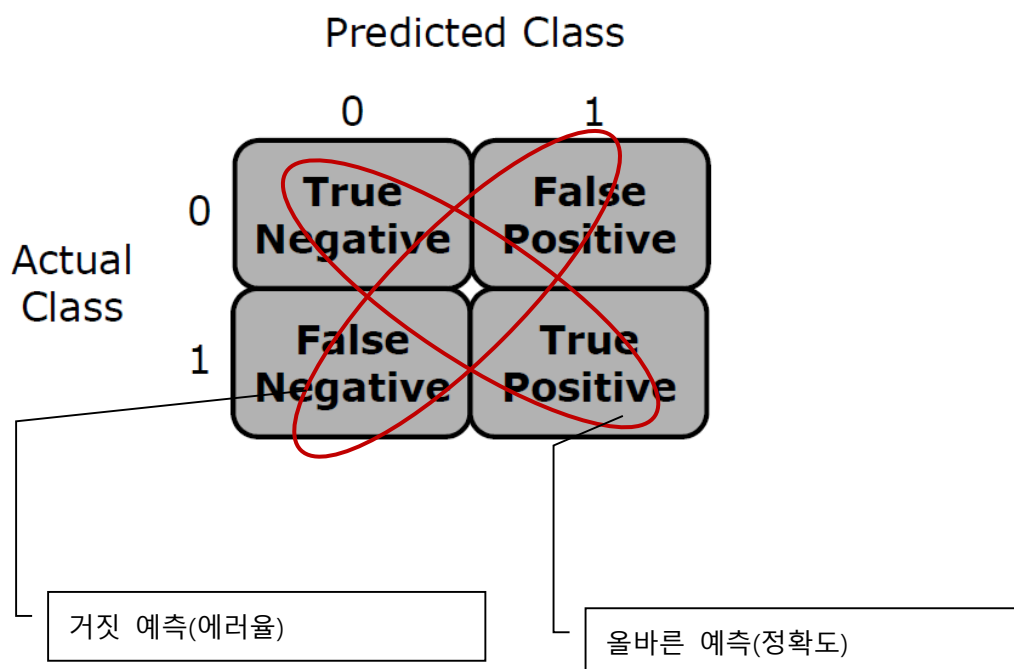 Predicted Class
0 1
True
Negative
False
Positive
0
Actual
Class
False
Negative
True
Positive
1
거짓 예측(에러율)
올바른 예측(정확도)